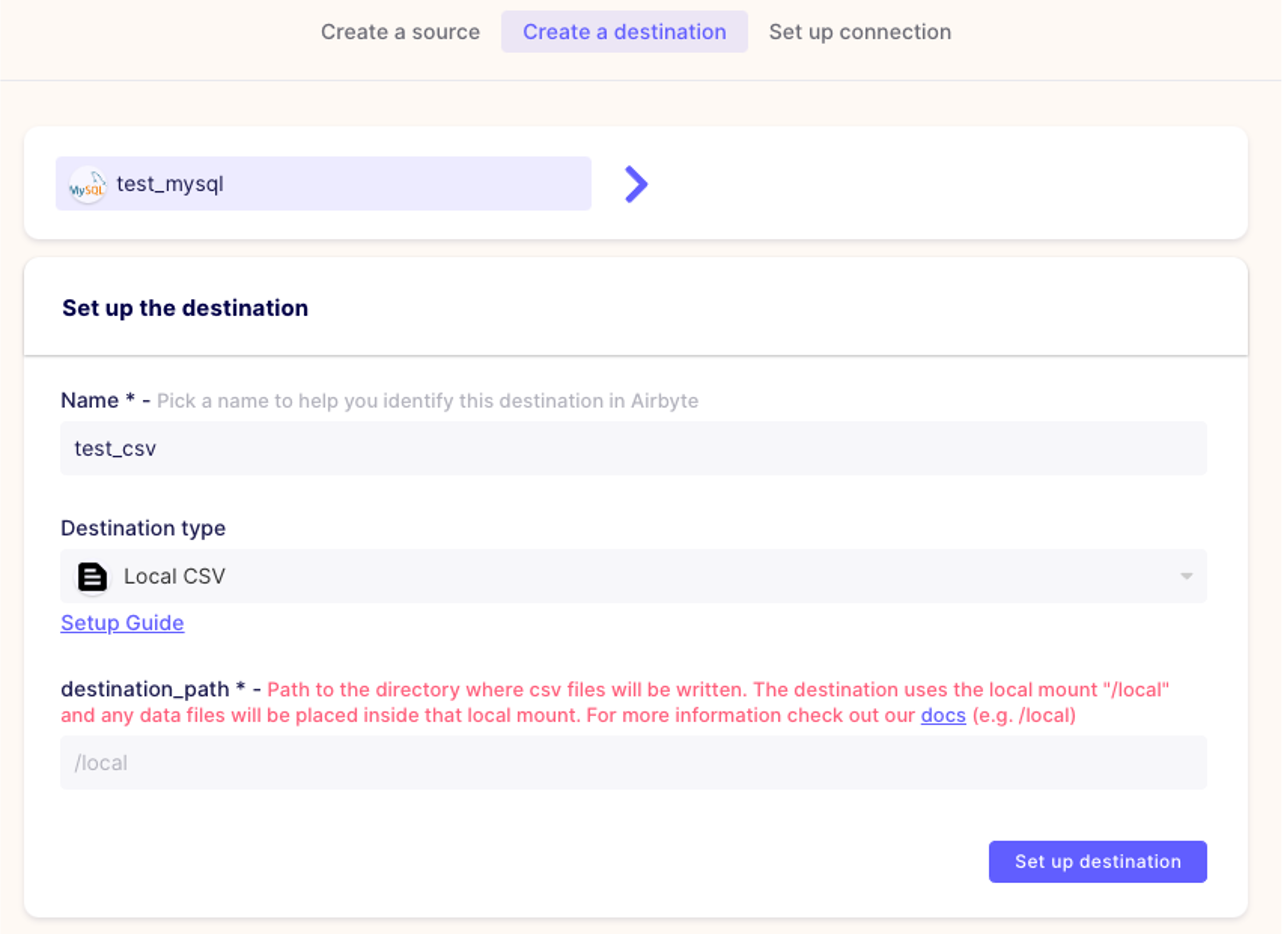 Create a source Create a destination Set up connection
MySQL test_mysql
Set up the destination
Name * - Pick a name to help you identify this destination in Airbyte
test_csv
Destination type
Local CSV
Setup Guide
destination_path * - Path to the directory where csv files will be written. The destination uses the local mount "/local"
and any data files will be placed inside that local mount. For more information check out our docs (e.g. /local)
/local
Set up destination